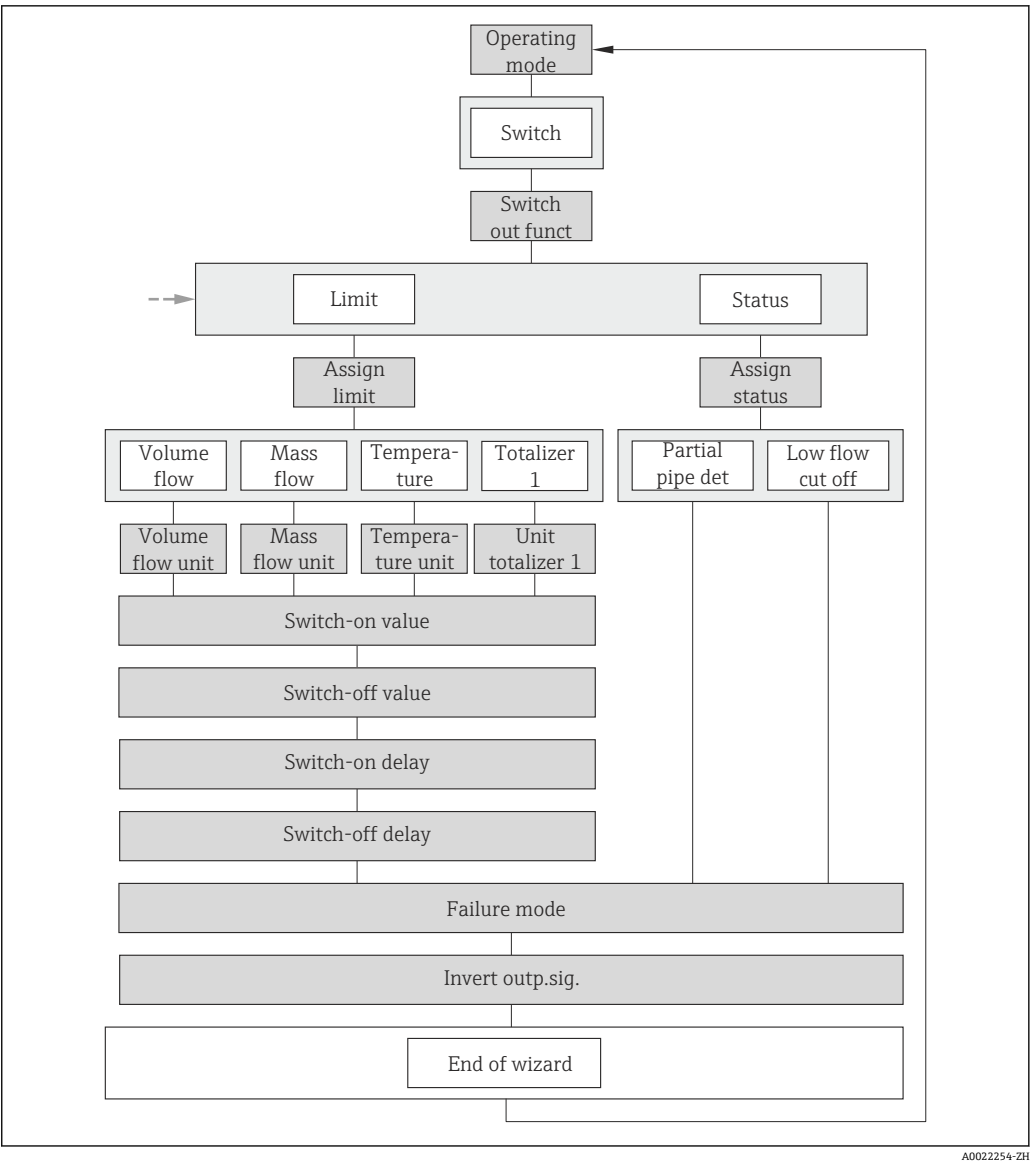 Operating
mode
Switch
Switch
out funct
Limit
Status
Assign
limit
Assign
status
Volume
flow
Mass
flow
Tempera-
ture
Totalizer
1
Partial
pipe det
Low flow
cut off
Volume
flow unit
Mass
flow unit
Tempera-
ture unit
Unit
totalizer 1
Switch-on value
Switch-off value
Switch-on delay
Switch-off delay
Failure mode
Invert outp.sig.
End of wizard
A0022254-ZH